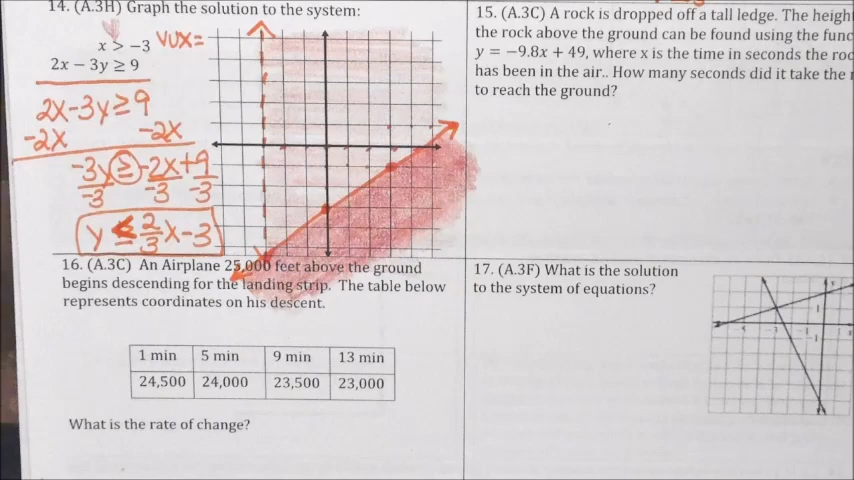 14. (A.3H) Graph the solution to the system:
x > −3
VUX=
2x − 3y ≥ 9
2x-3y≥9
-2x -2x
-3y≥-2x+9
-3 -3 -3
y ≤ 2/3x-3
15. (A.3C) A rock is dropped off a tall ledge. The
the rock above the ground can be found using the
y = −9.8x + 49, where x is the time in seconds the
has been in the air.. How many seconds did it take the
to reach the ground?
16. (A.3C) An Airplane 25,000 feet above the ground
begins descending for the landing strip. The table below
represents coordinates on his descent.
1 min 5 min 9 min 13 min
24,500 24,000 23,500 23,000
What is the rate of change?
17. (A.3F) What is the solution
to the system of equations?